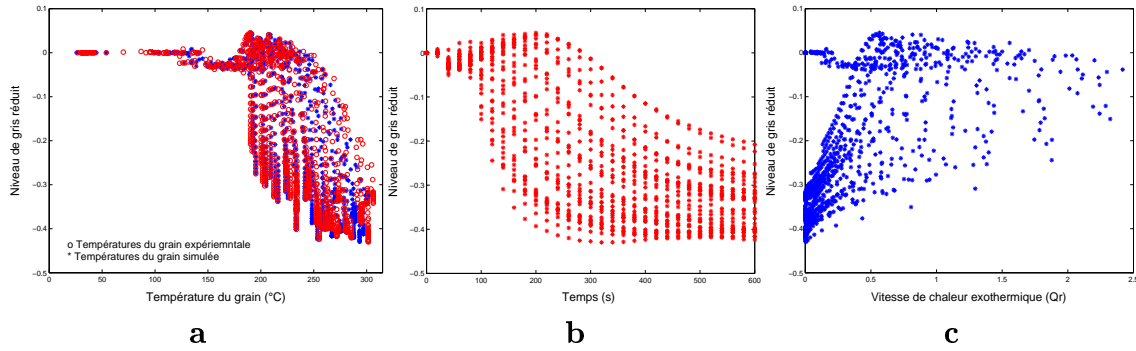 0.1
0
−0.1
−0.2
−0.3
−0.4
−0.5
Niveau de gris réduit
0 50 100 150 200 250 300
Température du grain (°C)
o Températures du grain expériemntale
* Températures du grain simulée
a
0.1
0
−0.1
−0.2
−0.3
−0.4
−0.5
Niveau de gris réduit
0 100 200 300 400 500 600
Temps (s)
b
0.1
0
−0.1
−0.2
−0.3
−0.4
−0.5
Niveau de gris réduit
0 0.5 1 1.5 2 2.5
Vitesse de chaleur exothermique (Qr)
c